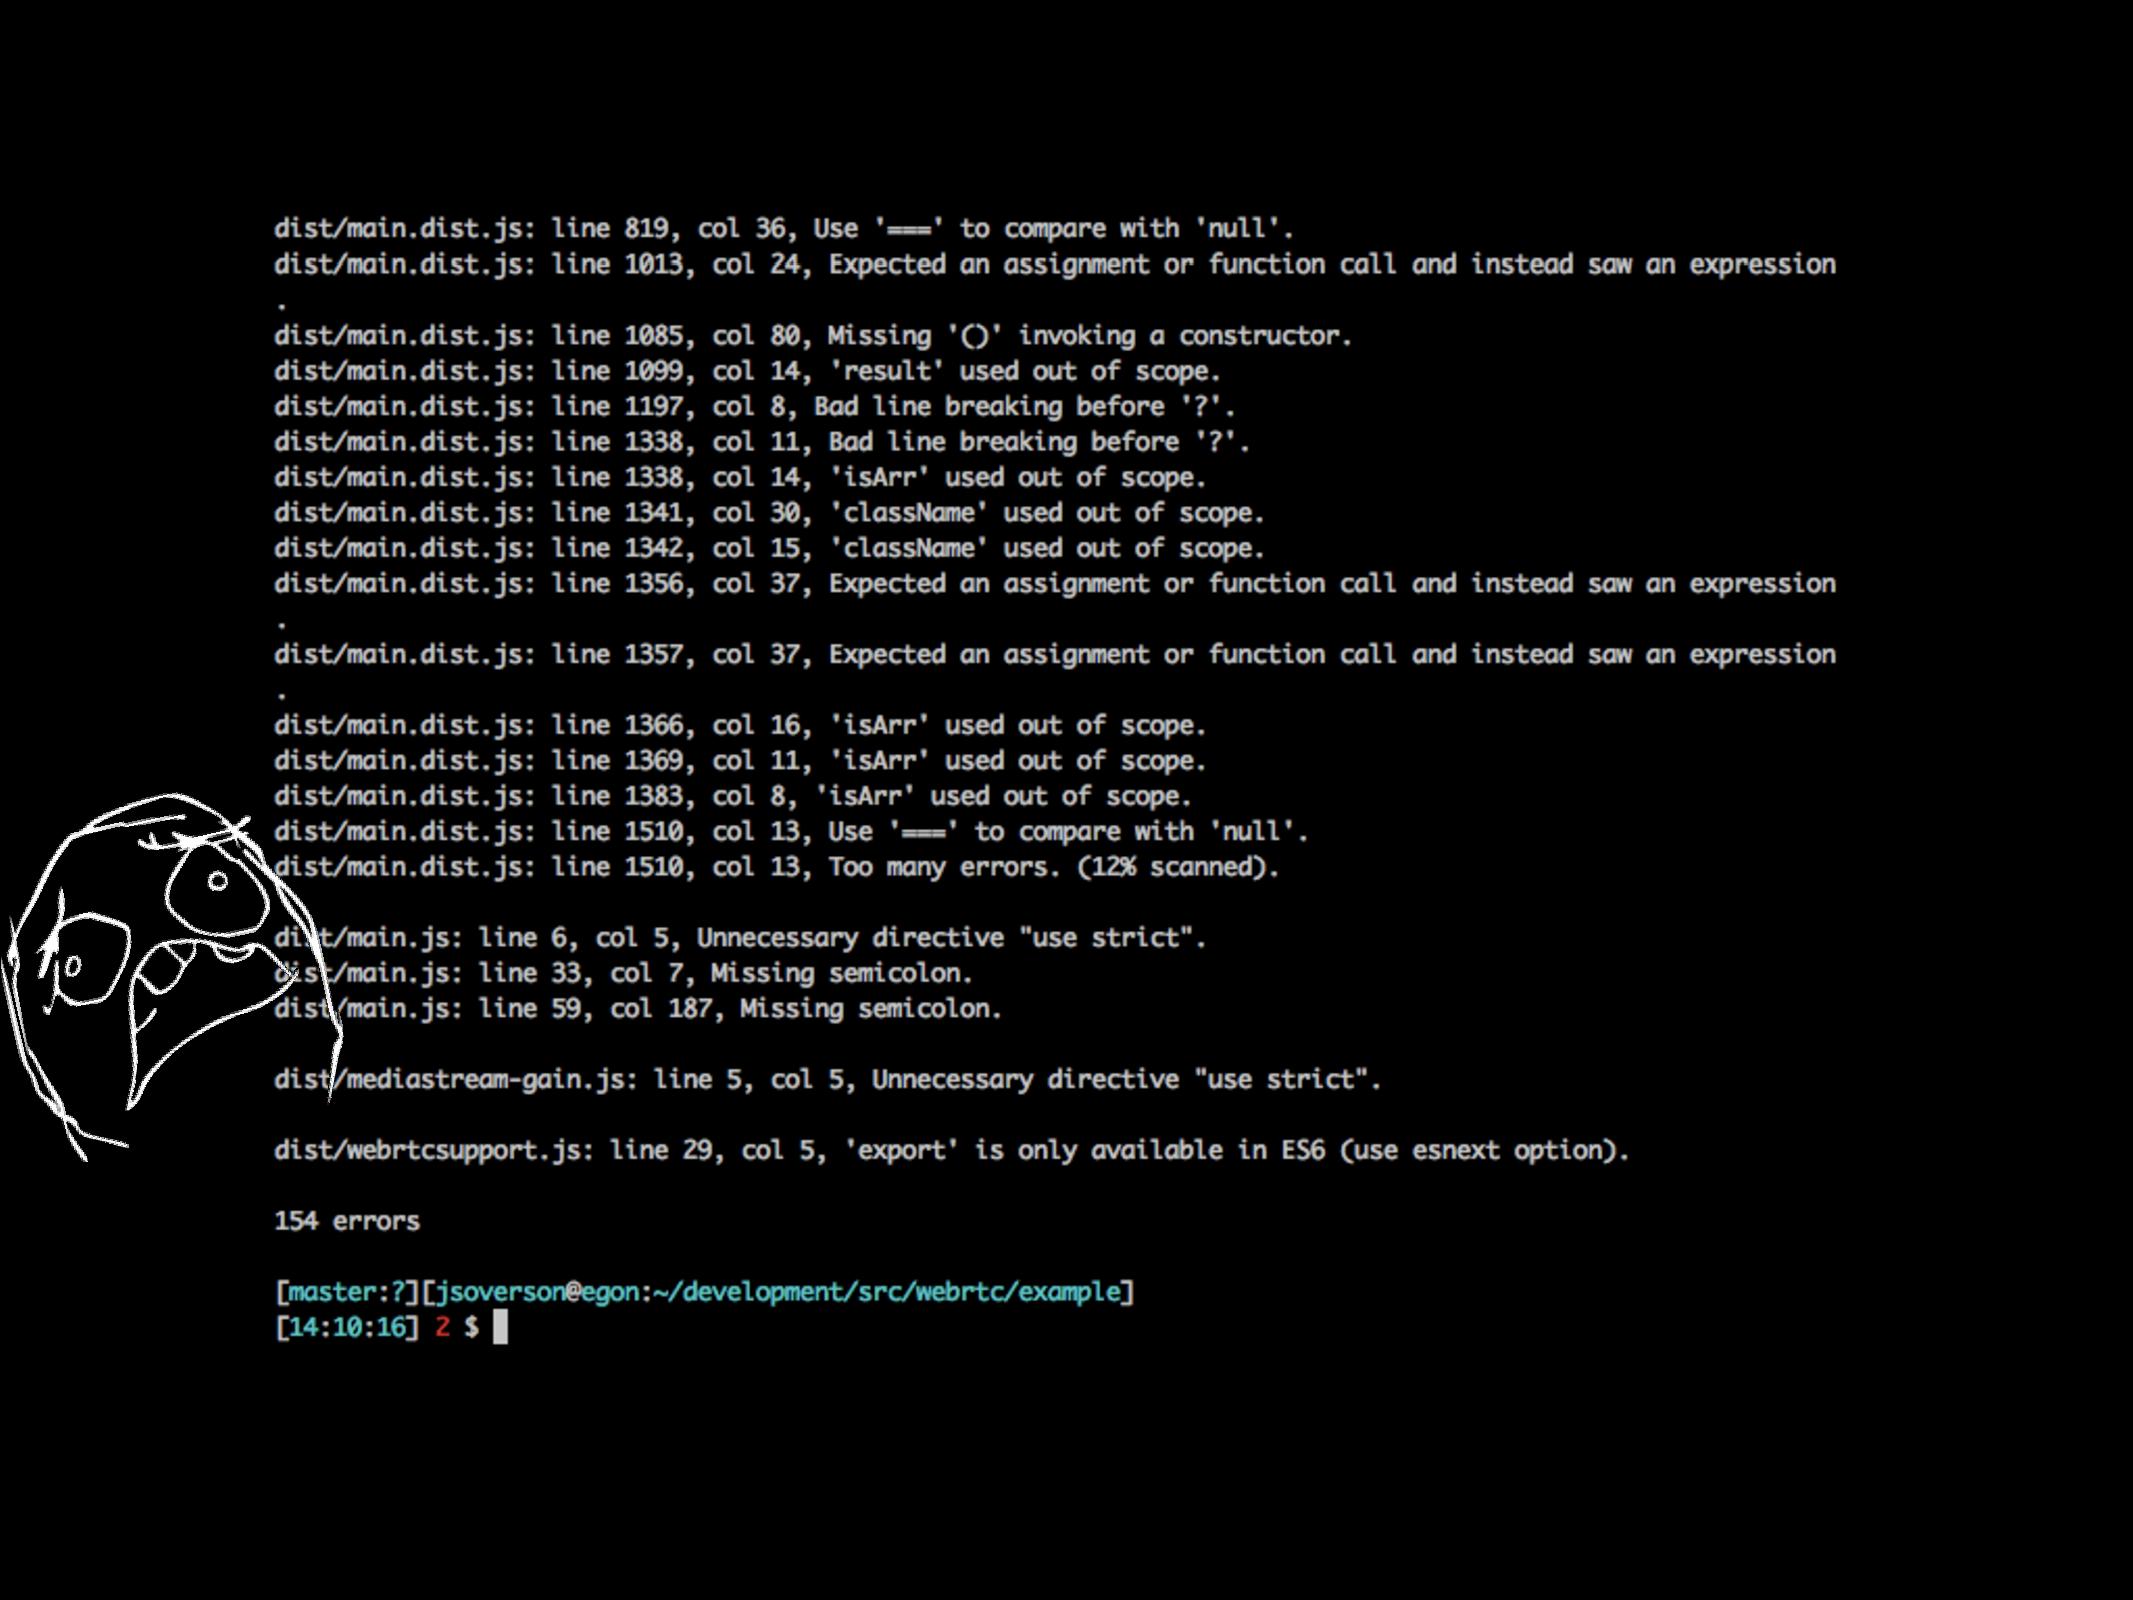 dist/main.dist.js: line 819, col 36, Use '===' to compare with 'null'.
dist/main.dist.js: line 1013, col 24, Expected an assignment or function call and instead saw an expression
.
dist/main.dist.js: line 1085, col 80, Missing '()' invoking a constructor.
dist/main.dist.js: line 1099, col 14, 'result' used out of scope.
dist/main.dist.js: line 1197, col 8, Bad line breaking before '?'.
dist/main.dist.js: line 1338, col 11, Bad line breaking before '?'.
dist/main.dist.js: line 1338, col 14, 'isArr' used out of scope.
dist/main.dist.js: line 1341, col 30, 'className' used out of scope.
dist/main.dist.js: line 1342, col 15, 'className' used out of scope.
dist/main.dist.js: line 1356, col 37, Expected an assignment or function call and instead saw an expression
.
dist/main.dist.js: line 1357, col 37, Expected an assignment or function call and instead saw an expression
.
dist/main.dist.js: line 1366, col 16, 'isArr' used out of scope.
dist/main.dist.js: line 1369, col 11, 'isArr' used out of scope.
dist/main.dist.js: line 1383, col 8, 'isArr' used out of scope.
dist/main.dist.js: line 1510, col 13, Use '===' to compare with 'null'.
dist/main.dist.js: line 1510, col 13, Too many errors. (12% scanned).
dist/main.js: line 6, col 5, Unnecessary directive "use strict".
dist/main.js: line 33, col 7, Missing semicolon.
dist/main.js: line 59, col 187, Missing semicolon.
dist/mediastream-gain.js: line 5, col 5, Unnecessary directive "use strict".
dist/webrtcsupport.js: line 29, col 5, 'export' is only available in ES6 (use esnext option).
154 errors
[master:?][jsoverson@egon:~/development/src/webrtc/example]
[14:10:16] 2 $